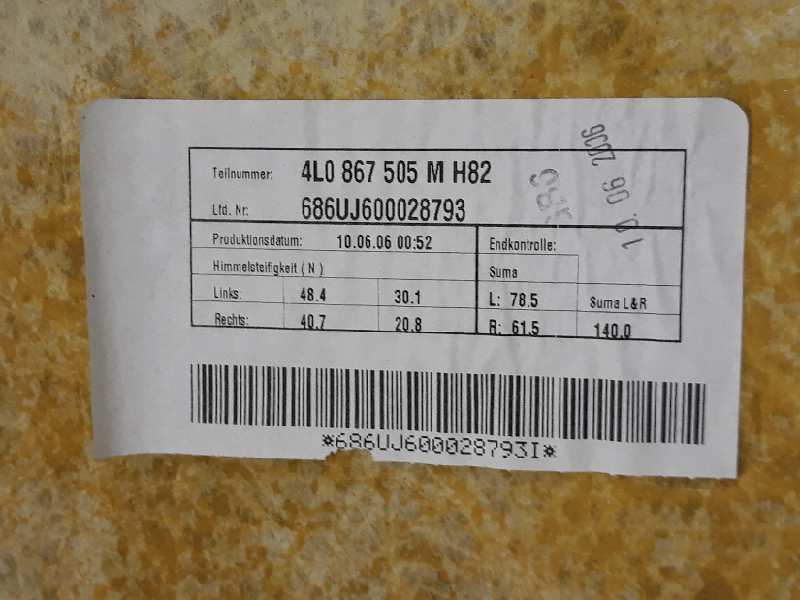 Teilnummer: 4L0 867 505 M H82
Lfd. Nr: 686UJ600028793
Produktionsdatum: 10.06.06 00:52
Endkontrolle:
Himmelsteifigkeit ( N )
Suma
Links: 48.4 30.1
L: 78.5 Suma L&R
Rechts: 40.7 20.8
R: 61.5 140.0
*686UJ600028793I*
585
10. 06 2006